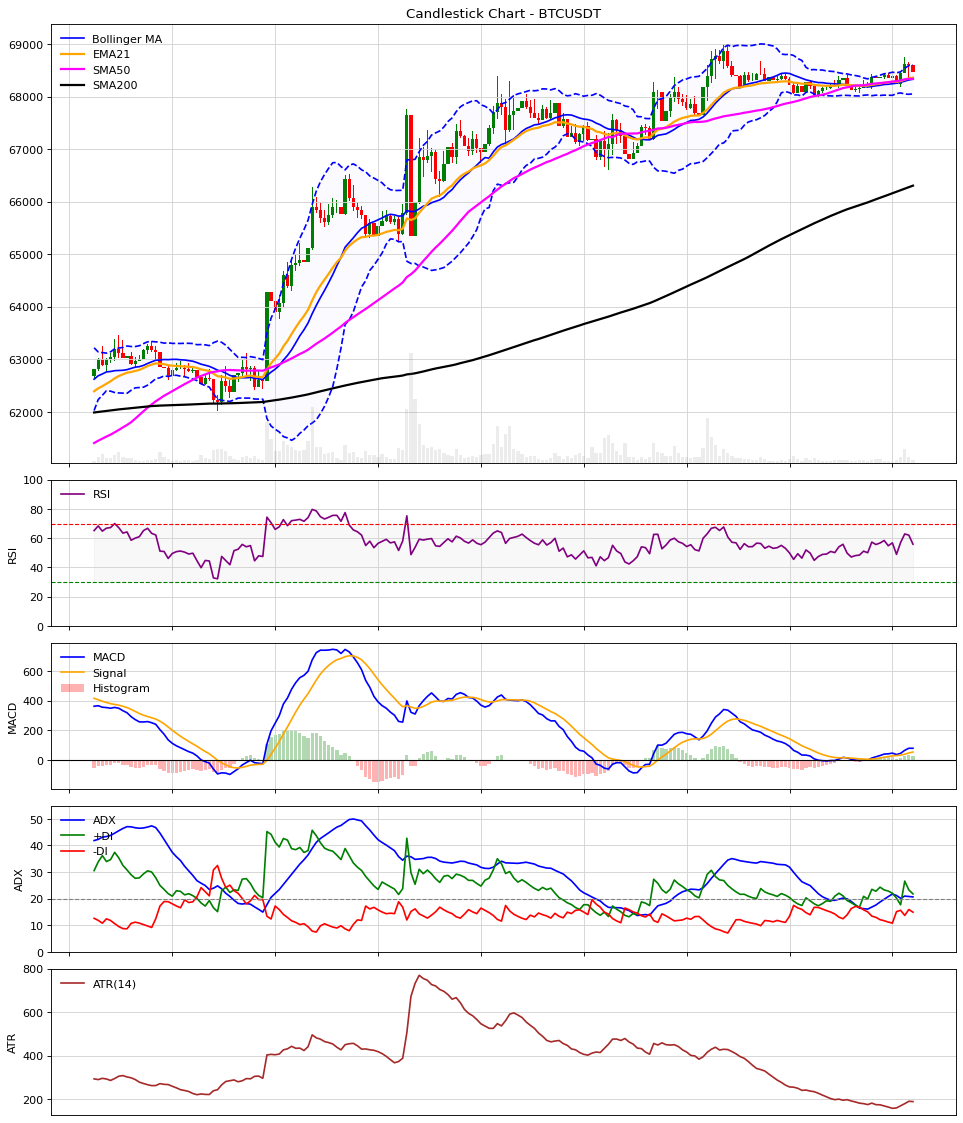 Candlestick Chart - BTCUSDT
Bollinger MA
EMA21
SMA50
SMA200
69000
68000
67000
66000
65000
64000
63000
62000
RSI
RSI
100
80
60
40
20
0
MACD
Signal
Histogram
MACD
600
400
200
0
ADX
+DI
-DI
ADX
50
40
30
20
10
0
ATR(14)
ATR
800
600
400
200